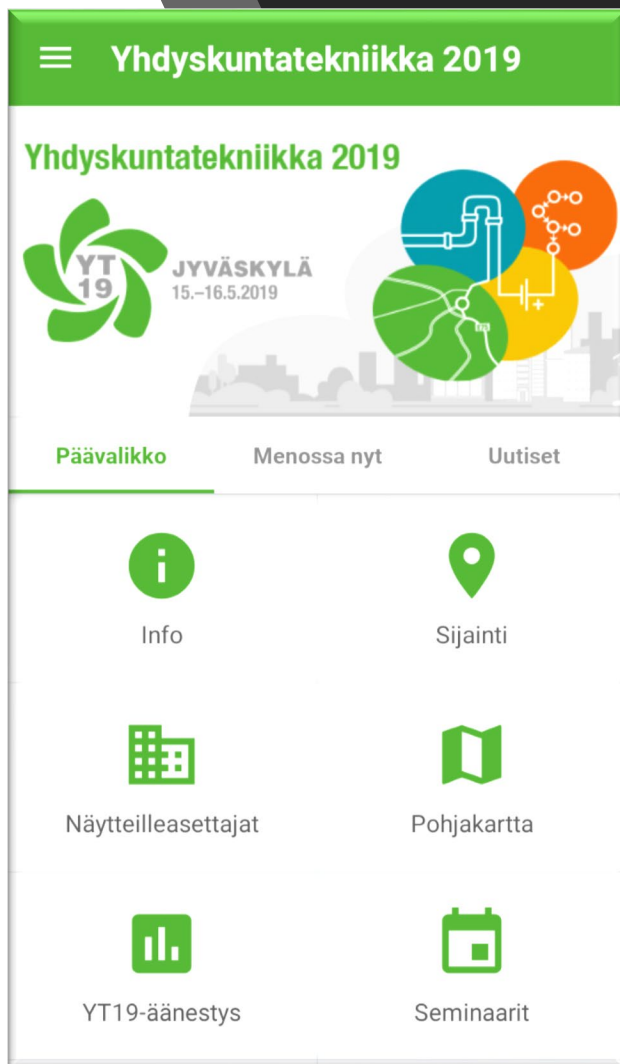 Yhdyskuntatekniikka 2019
Yhdyskuntatekniikka 2019
YT
19
JYVÄSKYLÄ
15.–16.5.2019
Päävalikko Menossa nyt Uutiset
Info Sijainti
Näytteilleasettajat Pohjakartta
YT19-äänestys Seminaarit